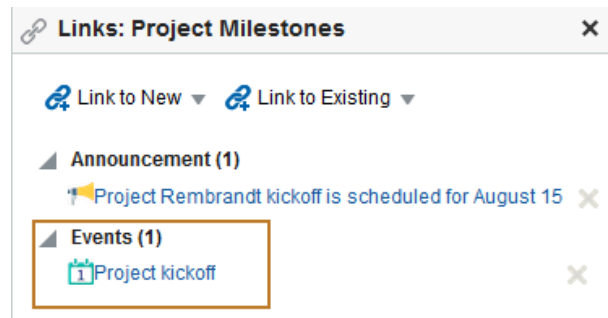 Links: Project Milestones
Link to New Link to Existing
Announcement (1)
Project Rembrandt kickoff is scheduled for August 15
Events (1)
1 Project kickoff